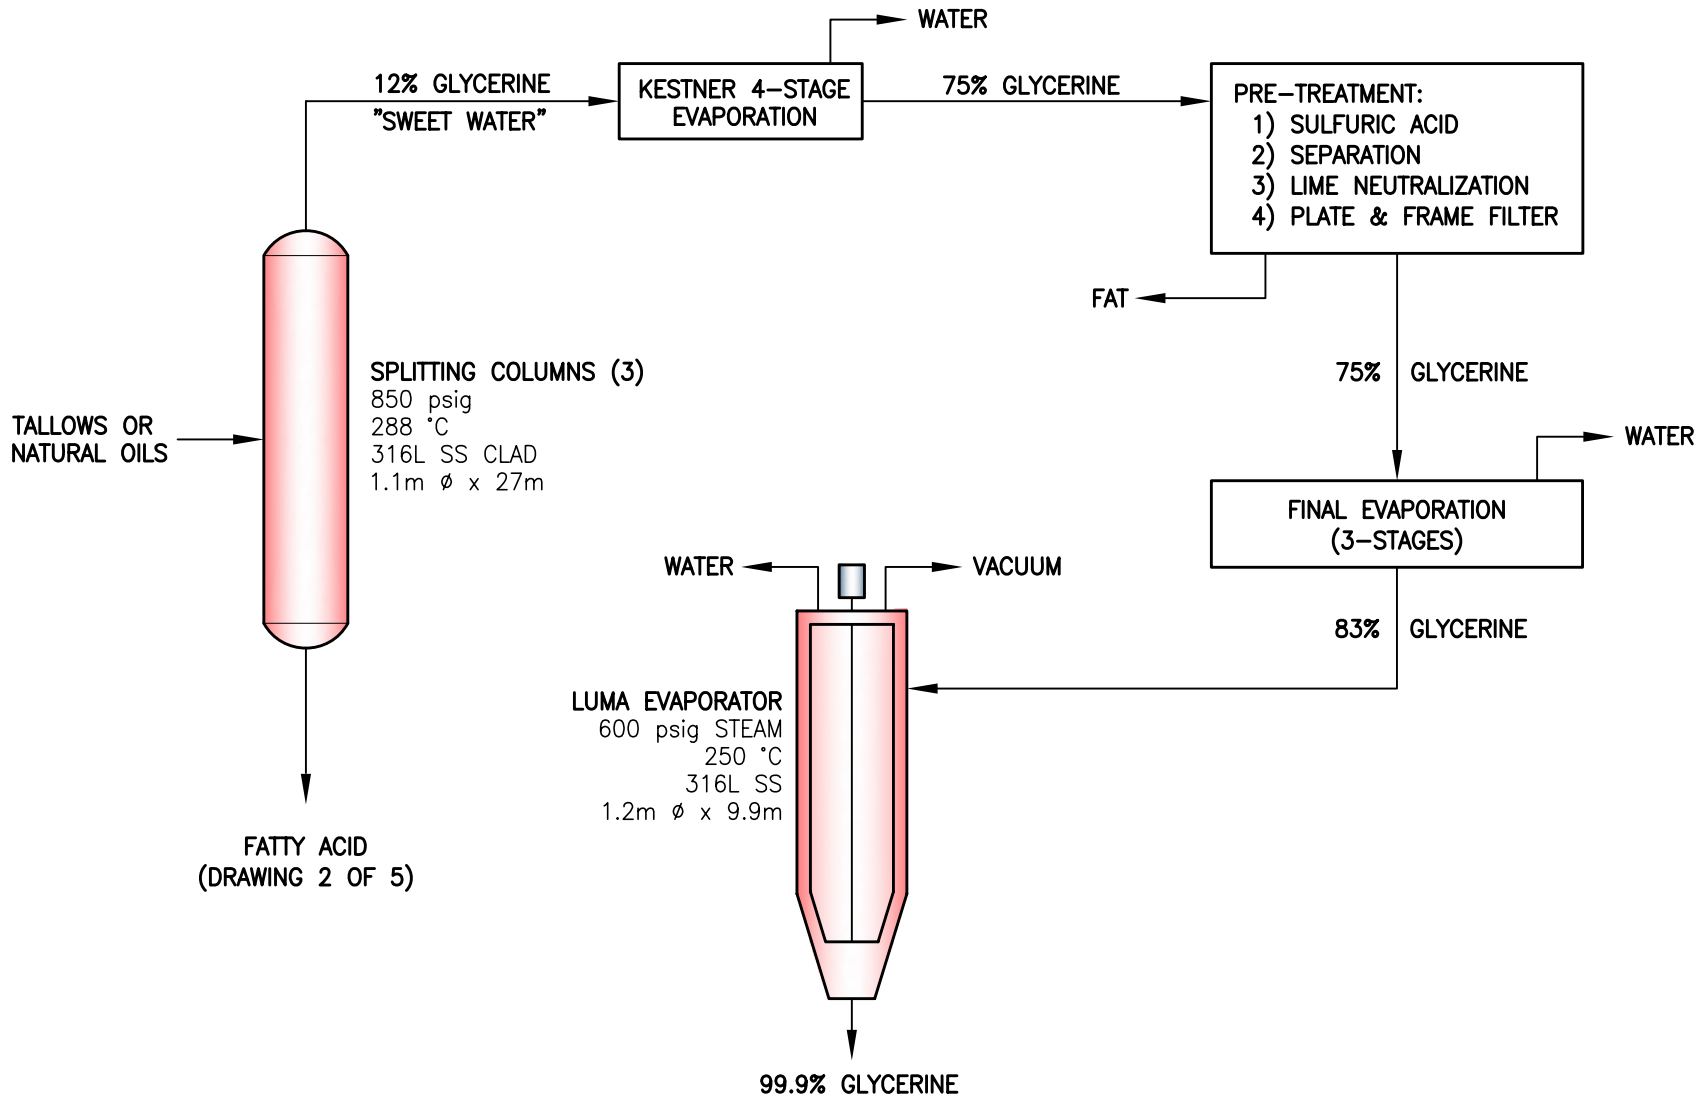 WATER
12% GLYCERINE
"SWEET WATER"
KESTNER 4-STAGE
EVAPORATION
75% GLYCERINE
PRE-TREATMENT:
1) SULFURIC ACID
2) SEPARATION
3) LIME NEUTRALIZATION
4) PLATE & FRAME FILTER
FAT
75% GLYCERINE
SPLITTING COLUMNS (3)
850 psig
288 °C
316L SS CLAD
1.1m ø x 27m
TALLOWS OR
NATURAL OILS
WATER
FINAL EVAPORATION
(3-STAGES)
WATER
VACUUM
83% GLYCERINE
LUMA EVAPORATOR
600 psig STEAM
250 °C
316L SS
1.2m ø x 9.9m
FATTY ACID
(DRAWING 2 OF 5)
99.9% GLYCERINE